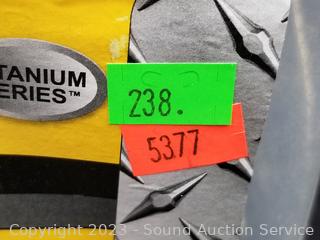 TANIUM
ERIES™
238.
5377
Copyright 2023 - Sound Auction Service